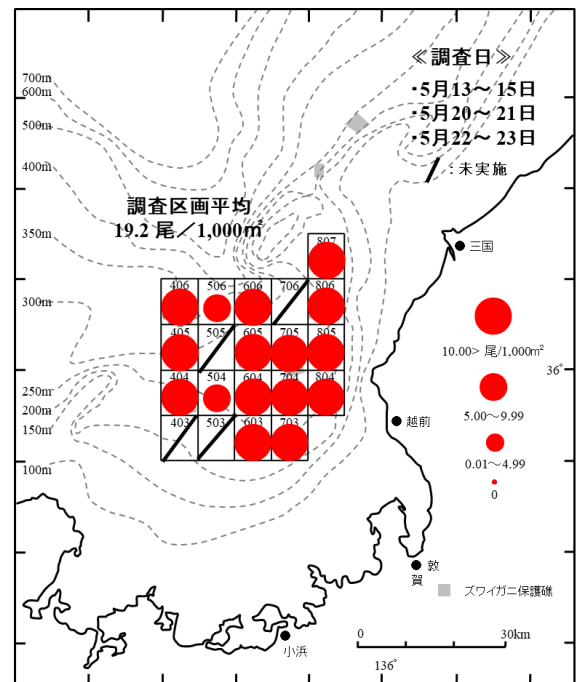 ≪調査日≫
・5月13～15日
・5月20～21日
・5月22～23日
：未実施
700m
600m
500m
400m
350m
300m
250m
200m
150m
100m
調査区画平均
19.2 尾／1,000㎡
807
406 506 606 706 806
405 505 605 705 805
404 504 604 704 804
403 503 603 703
三国
越前
敦
賀
小浜
10.00> 尾/1,000㎡
5.00～9.99
0.01～4.99
0
36°
ズワイガニ保護礁
0 30km
136°